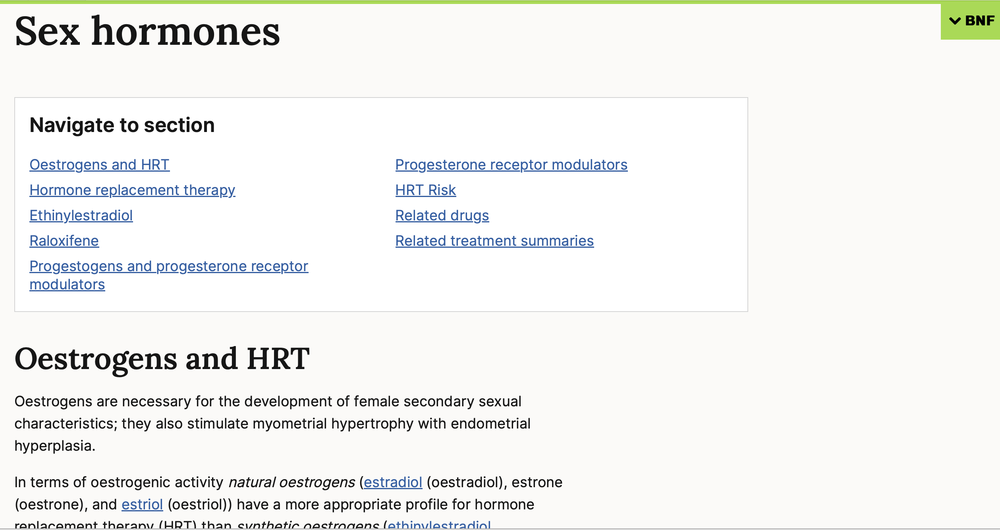 Sex hormones
BNF
Navigate to section
Oestrogens and HRT
Hormone replacement therapy
Ethinylestradiol
Raloxifene
Progestogens and progesterone receptor
modulators
Progesterone receptor modulators
HRT Risk
Related drugs
Related treatment summaries
Oestrogens and HRT
Oestrogens are necessary for the development of female secondary sexual
characteristics; they also stimulate myometrial hypertrophy with endometrial
hyperplasia.
In terms of oestrogenic activity natural oestrogens (estradiol (oestradiol), estrone
(oestrone), and estriol (oestriol)) have a more appropriate profile for hormone
replacement therapy (HRT) than synthetic oestrogens (ethinylestradiol